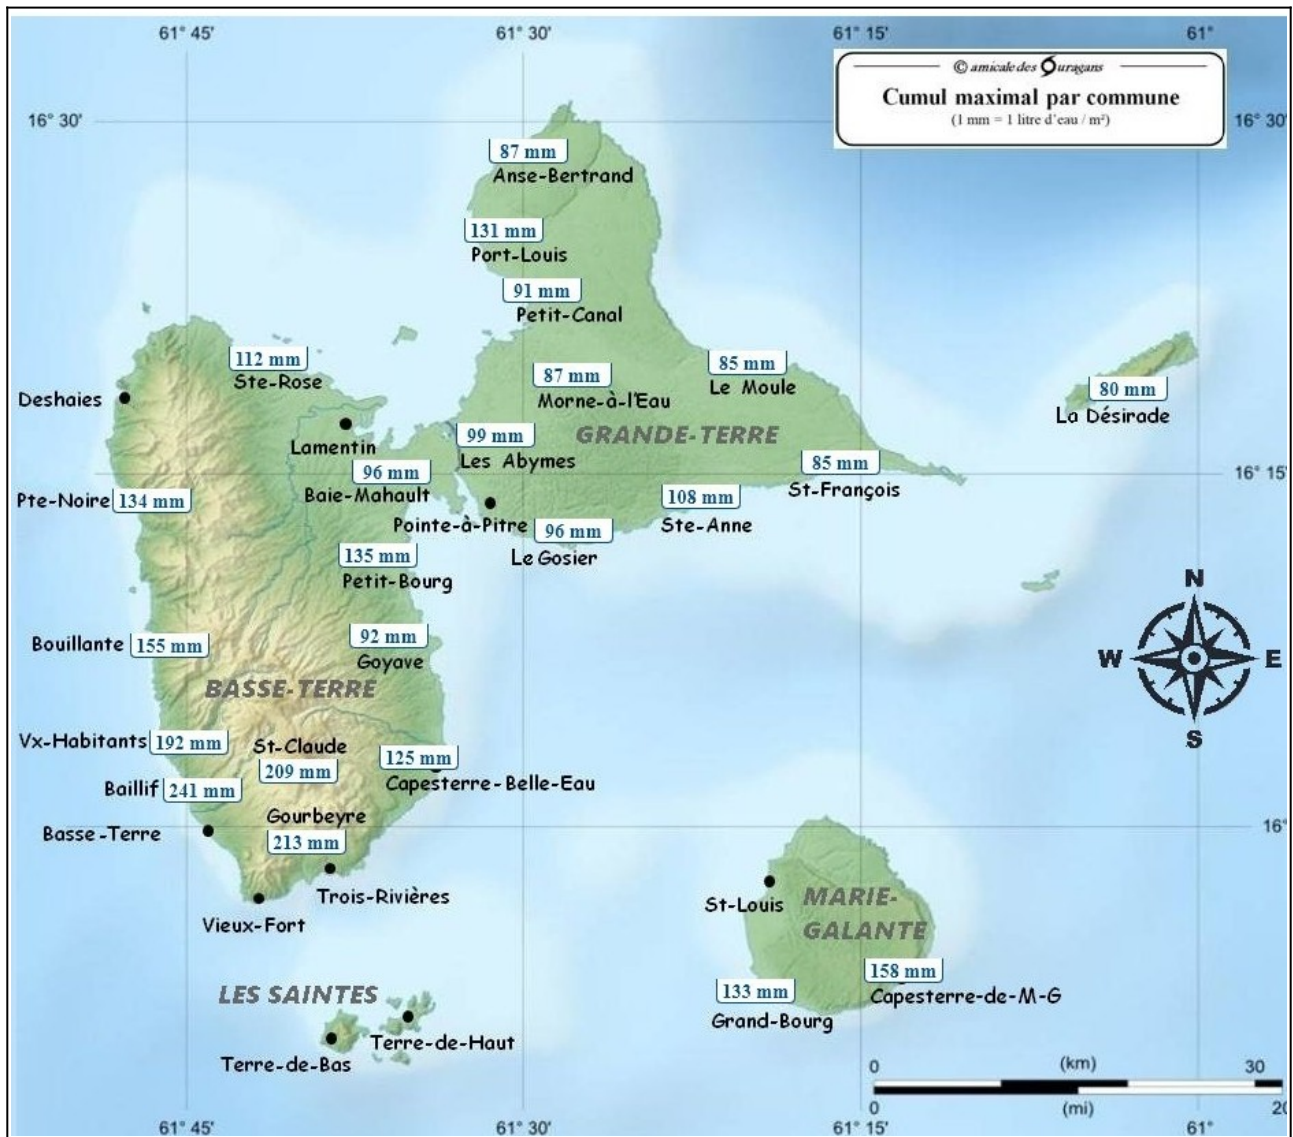 61° 45'
61° 30'
61° 15'
61°
© amicale des Ouragans
Cumul maximal par commune
(1 mm = 1 litre d'eau / m²)
16° 30'
16° 30'
87 mm
Anse-Bertrand
131 mm
Port-Louis
91 mm
Petit-Canal
112 mm
Ste-Rose
85 mm
Le Moule
87 mm
Morne-à-l'Eau
80 mm
La Désirade
Deshaies
Lamentin
99 mm
Les Abymes
GRANDE-TERRE
96 mm
Baie-Mahault
85 mm
St-François
16° 15'
Pte-Noire
134 mm
108 mm
Ste-Anne
Pointe-à-Pitre
96 mm
Le Gosier
135 mm
Petit-Bourg
N
W
E
S
Bouillante
155 mm
92 mm
Goyave
BASSE-TERRE
Vx-Habitants
192 mm
St-Claude
209 mm
125 mm
Capesterre-Belle-Eau
Baillif
241 mm
Gourbeyre
213 mm
Basse-Terre
16°
Trois-Rivières
Vieux-Fort
St-Louis
MARIE-
GALANTE
158 mm
Capesterre-de-M-G
133 mm
Grand-Bourg
LES SAINTES
Terre-de-Haut
Terre-de-Bas
0
(km)
30
0
(mi)
20
61° 45'
61° 30'
61° 15'
61°